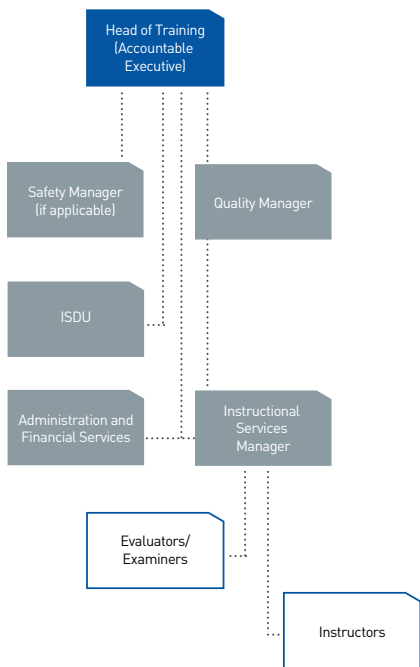 Head of Training
(Accountable
Executive)
Safety Manager
(if applicable)
Quality Manager
ISDU
Administration and
Financial Services
Instructional
Services
Manager
Evaluators/
Examiners
Instructors